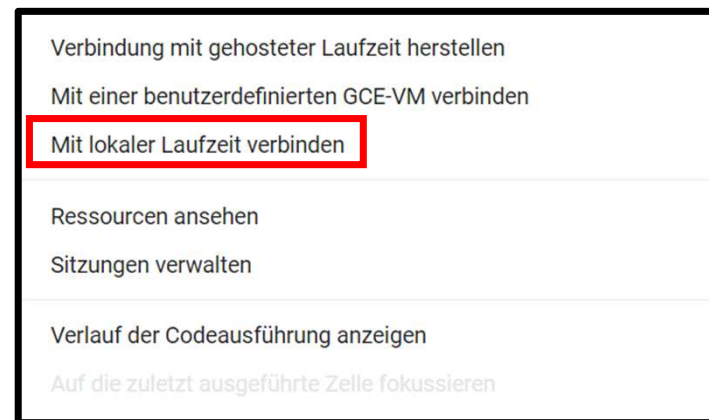 Verbindung mit gehosteter Laufzeit herstellen
Mit einer benutzerdefinierten GCE-VM verbinden
Mit lokaler Laufzeit verbinden
Ressourcen ansehen
Sitzungen verwalten
Verlauf der Codeausführung anzeigen
Auf die zuletzt ausgeführte Zelle fokussieren